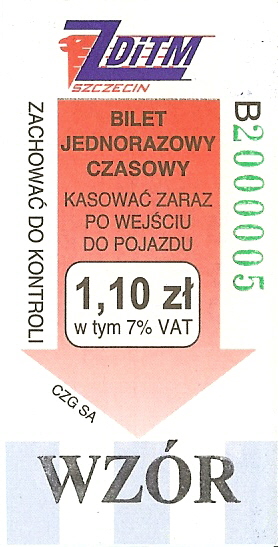 ZDiTM
SZCZECIN
BILET
JEDNORAZOWY
CZASOWY
KASOWAĆ ZARAZ
PO WEJŚCIU
DO POJAZDU
1,10 zł
w tym 7% VAT
ZACHOWAĆ DO KONTROLI
B2000005
CZG SA
WZÓR